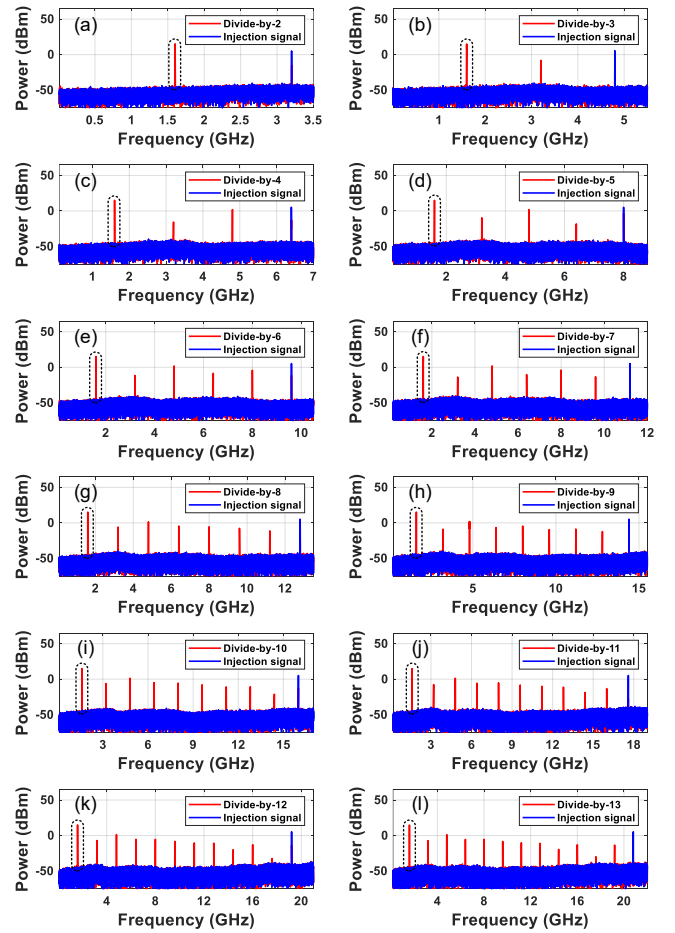 (a)
Divide-by-2
Injection signal
Power (dBm)
50
0
-50
0.5 1 1.5 2 2.5 3 3.5
Frequency (GHz)
(b)
Divide-by-3
Injection signal
Power (dBm)
50
0
-50
1 2 3 4 5
Frequency (GHz)
(c)
Divide-by-4
Injection signal
Power (dBm)
50
0
-50
1 2 3 4 5 6 7
Frequency (GHz)
(d)
Divide-by-5
Injection signal
Power (dBm)
50
0
-50
2 4 6 8
Frequency (GHz)
(e)
Divide-by-6
Injection signal
Power (dBm)
50
0
-50
2 4 6 8 10
Frequency (GHz)
(f)
Divide-by-7
Injection signal
Power (dBm)
50
0
-50
2 4 6 8 10 12
Frequency (GHz)
(g)
Divide-by-8
Injection signal
Power (dBm)
50
0
-50
2 4 6 8 10 12
Frequency (GHz)
(h)
Divide-by-9
Injection signal
Power (dBm)
50
0
-50
5 10 15
Frequency (GHz)
(i)
Divide-by-10
Injection signal
Power (dBm)
50
0
-50
3 6 9 12 15
Frequency (GHz)
(j)
Divide-by-11
Injection signal
Power (dBm)
50
0
-50
3 6 9 12 15 18
Frequency (GHz)
(k)
Divide-by-12
Injection signal
Power (dBm)
50
0
-50
4 8 12 16 20
Frequency (GHz)
(l)
Divide-by-13
Injection signal
Power (dBm)
50
0
-50
4 8 12 16 20
Frequency (GHz)